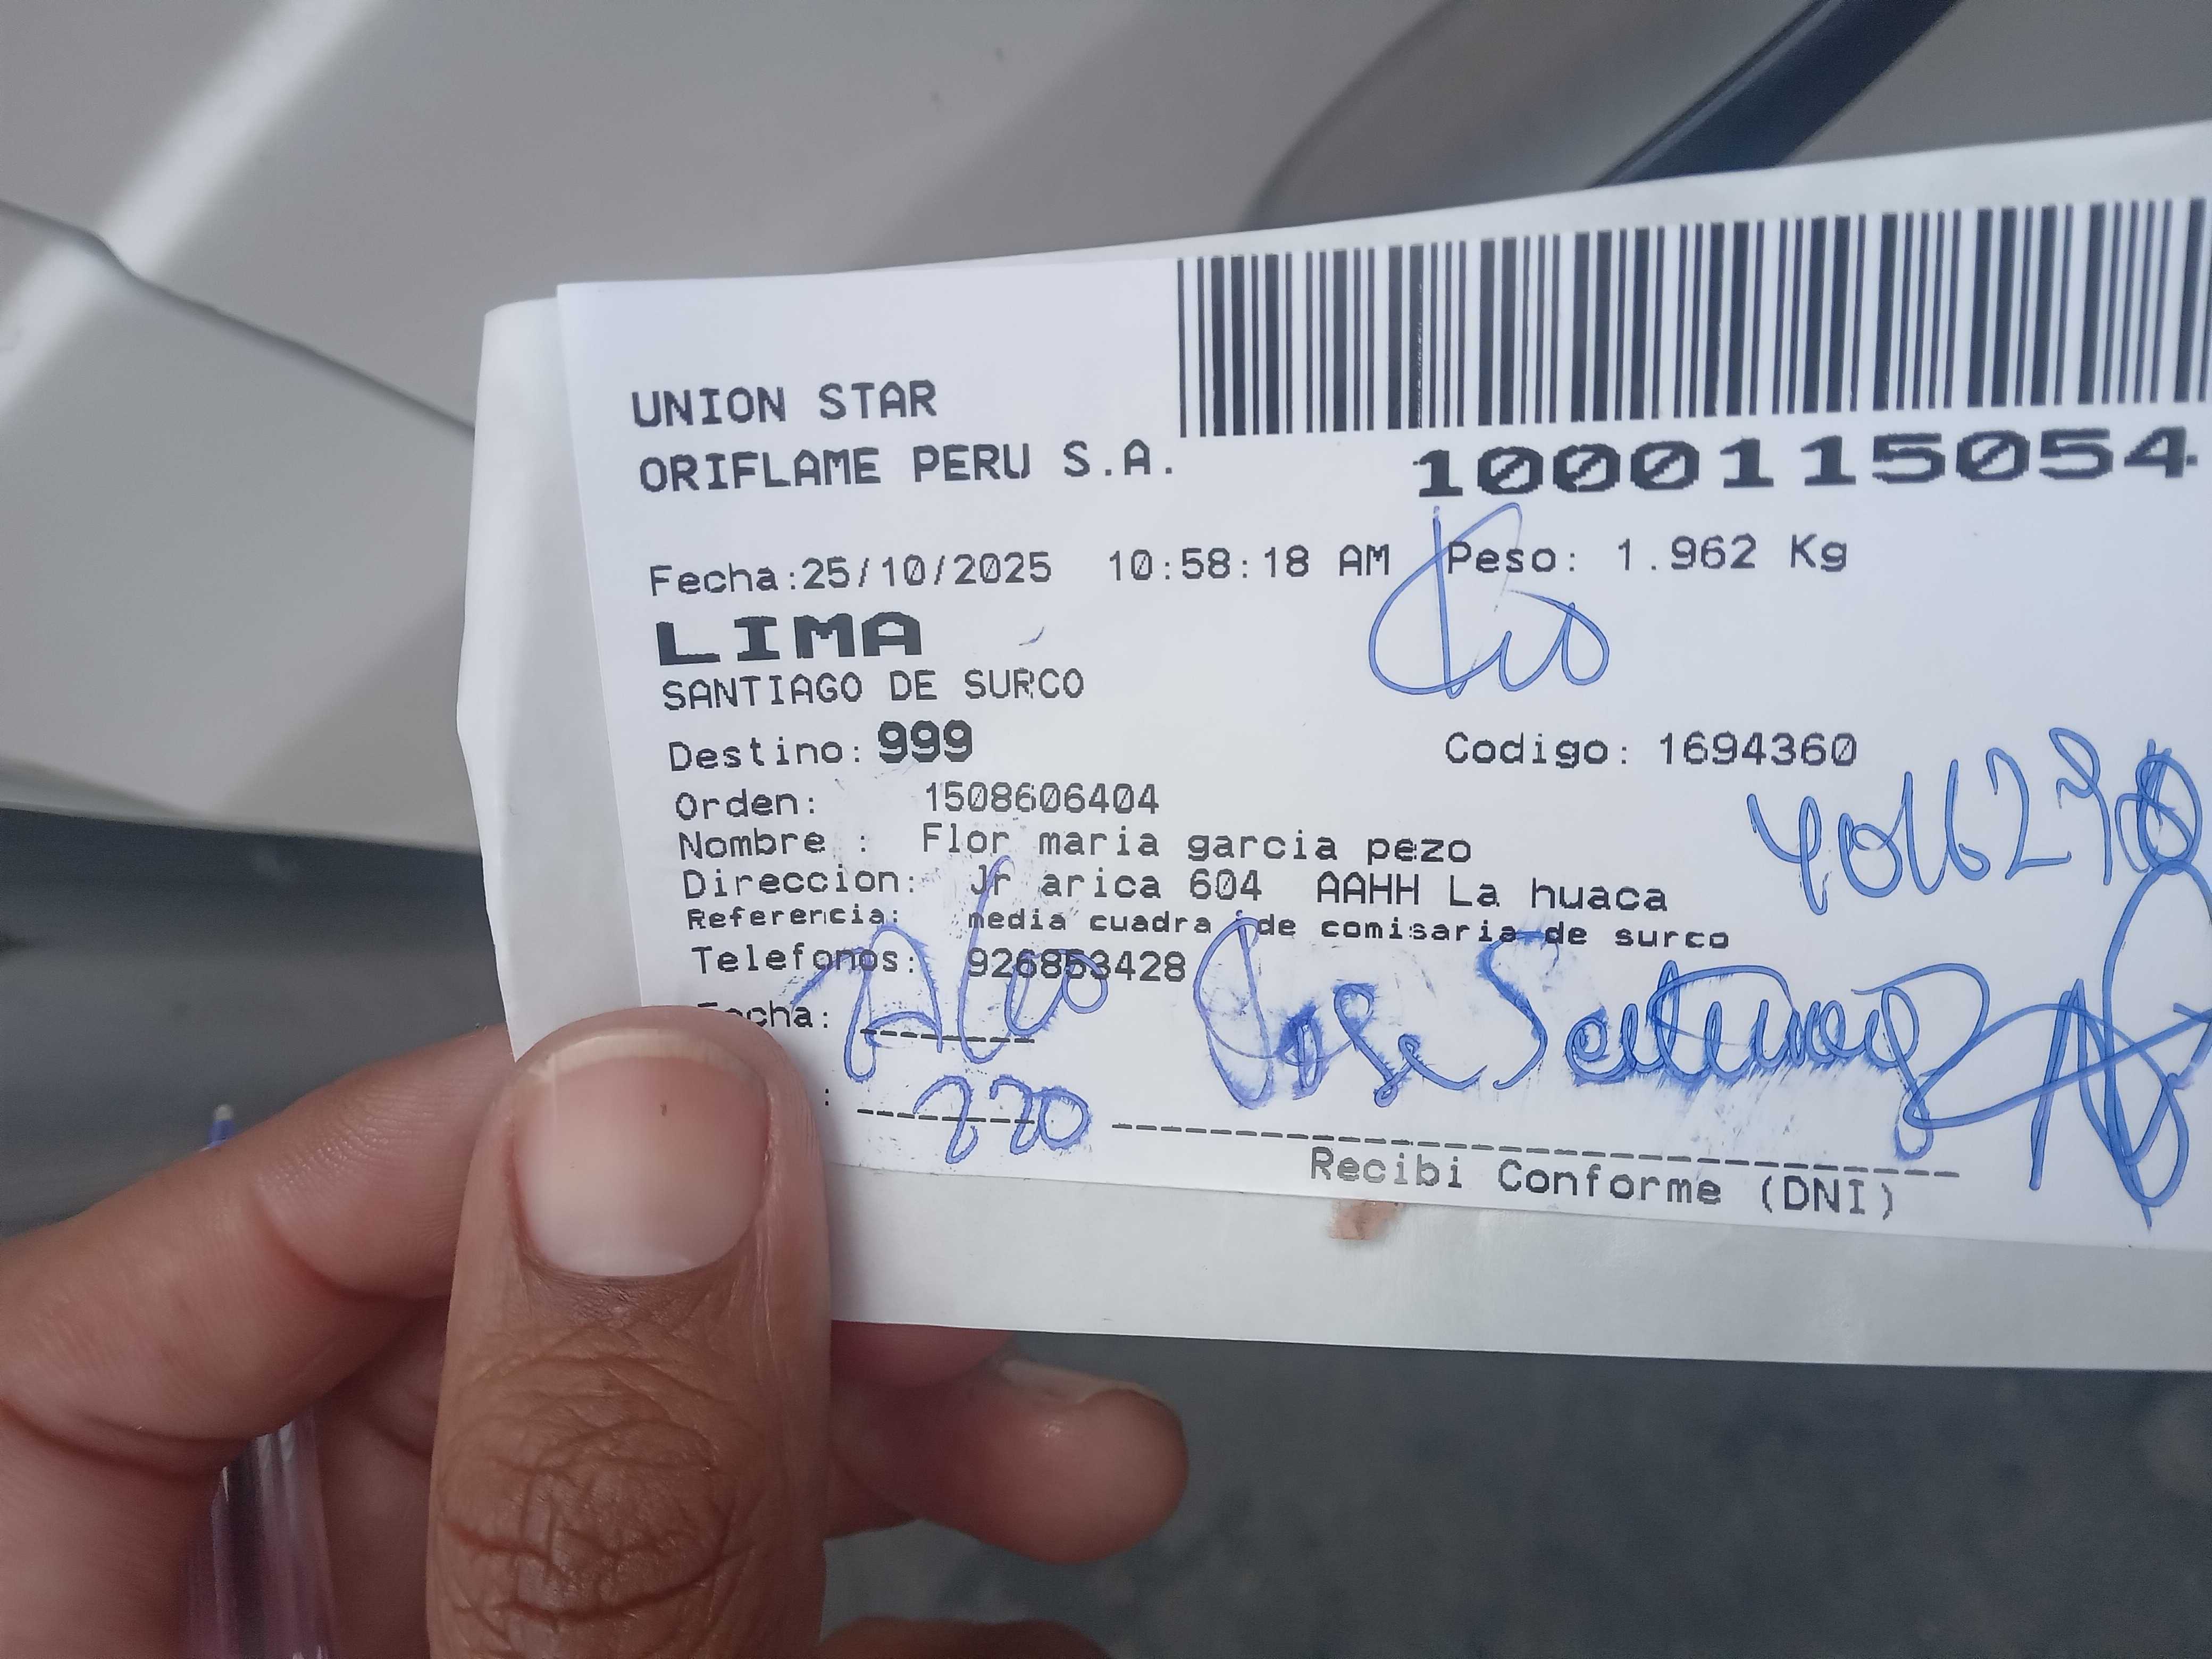 UNION STAR
ORIFLAME PERU S.A.
1000115054
Fecha:25/10/2025 10:58:18 AM Peso: 1.962 Kg
LIMA
SANTIAGO DE SURCO
Destino: 999 Codigo: 1694360
Orden: 1508606404
Nombre : Flor maria garcia pezo
Direccion: Jr arica 604 AAHH La huaca
Referencia: media cuadra de comisaria de surco
Telefonos: 926853428
Fecha:
Jose
: 220
Recibi Conforme (DNI)